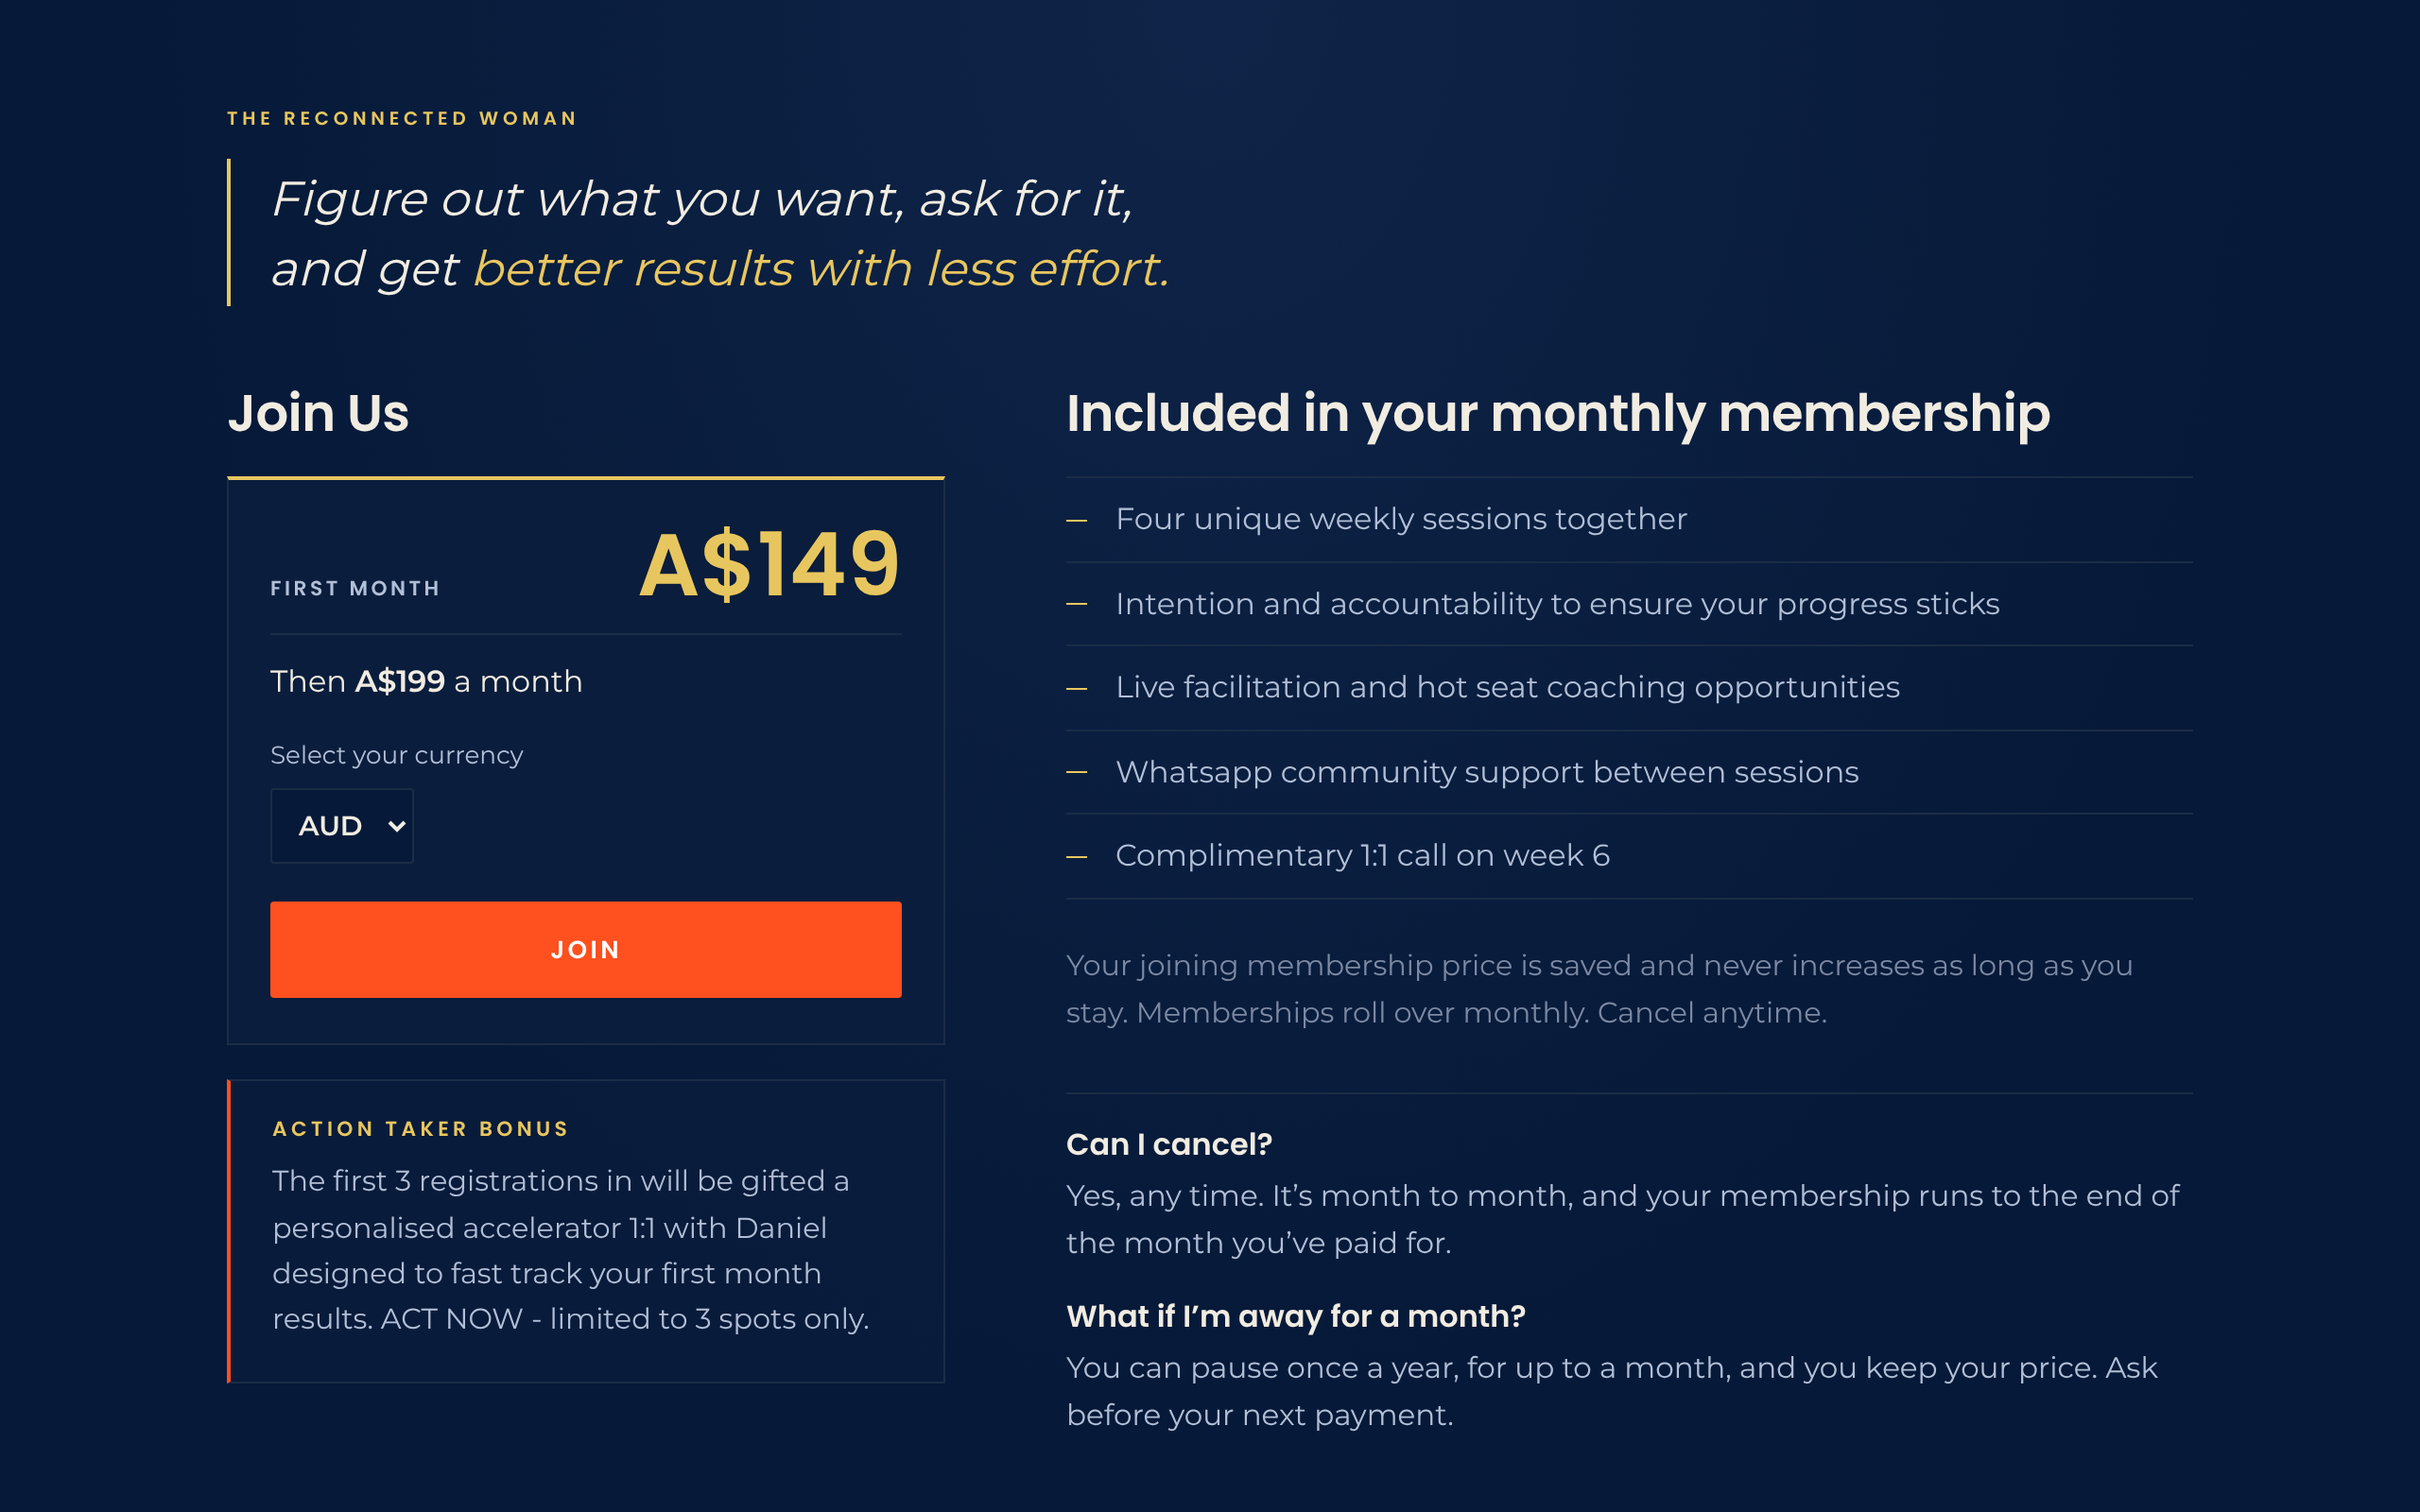 THE RECONNECTED WOMAN
Figure out what you want, ask for it,
and get better results with less effort.
Join Us
FIRST MONTH
A$149
Then A$199 a month
Select your currency
AUD
JOIN
ACTION TAKER BONUS
The first 3 registrations in will be gifted a
personalised accelerator 1:1 with Daniel
designed to fast track your first month
results. ACT NOW - limited to 3 spots only.
Included in your monthly membership
— Four unique weekly sessions together
— Intention and accountability to ensure your progress sticks
— Live facilitation and hot seat coaching opportunities
— Whatsapp community support between sessions
— Complimentary 1:1 call on week 6
Your joining membership price is saved and never increases as long as you
stay. Memberships roll over monthly. Cancel anytime.
Can I cancel?
Yes, any time. It’s month to month, and your membership runs to the end of
the month you’ve paid for.
What if I’m away for a month?
You can pause once a year, for up to a month, and you keep your price. Ask
before your next payment.